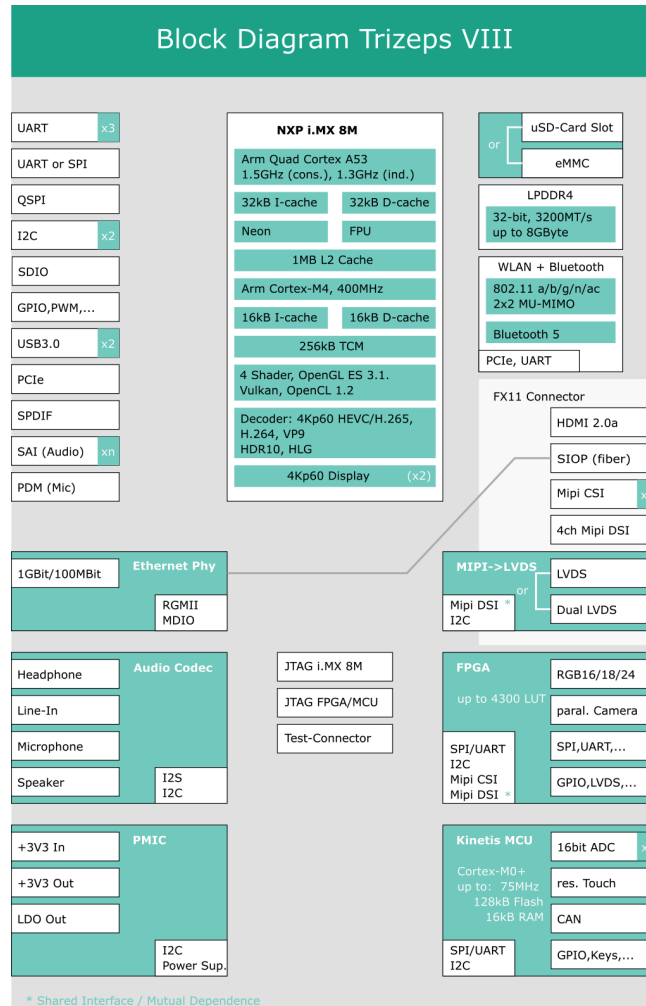 Block Diagram Trizeps VIII
UART x3
UART or SPI
QSPI
I2C x2
SDIO
GPIO,PWM,...
USB3.0 x2
PCIe
SPDIF
SAI (Audio) xn
PDM (Mic)
NXP i.MX 8M
Arm Quad Cortex A53
1.5GHz (cons.), 1.3GHz (ind.)
32kB I-cache 32kB D-cache
Neon FPU
1MB L2 Cache
Arm Cortex-M4, 400MHz
16kB I-cache 16kB D-cache
256kB TCM
4 Shader, OpenGL ES 3.1.
Vulkan, OpenCL 1.2
Decoder: 4Kp60 HEVC/H.265,
H.264, VP9
HDR10, HLG
4Kp60 Display (x2)
uSD-Card Slot
or
eMMC
LPDDR4
32-bit, 3200MT/s
up to 8GByte
WLAN + Bluetooth
802.11 a/b/g/n/ac
2x2 MU-MIMO
Bluetooth 5
PCIe, UART
FX11 Connector
HDMI 2.0a
SIOP (fiber)
Mipi CSI x
4ch Mipi DSI
1GBit/100MBit Ethernet Phy
RGMII
MDIO
MIPI->LVDS LVDS
or
Dual LVDS
Mipi DSI *
I2C
Headphone Audio Codec
Line-In
Microphone
Speaker
I2S
I2C
JTAG i.MX 8M
JTAG FPGA/MCU
Test-Connector
FPGA RGB16/18/24
up to 4300 LUT
paral. Camera
SPI,UART,...
GPIO,LVDS,...
SPI/UART
I2C
Mipi CSI
Mipi DSI *
+3V3 In PMIC
+3V3 Out
LDO Out
I2C
Power Sup.
Kinetis MCU 16bit ADC x
Cortex-M0+
up to: 75MHz
128kB Flash
16kB RAM
res. Touch
CAN
GPIO,Keys,...
SPI/UART
I2C
* Shared Interface / Mutual Dependence